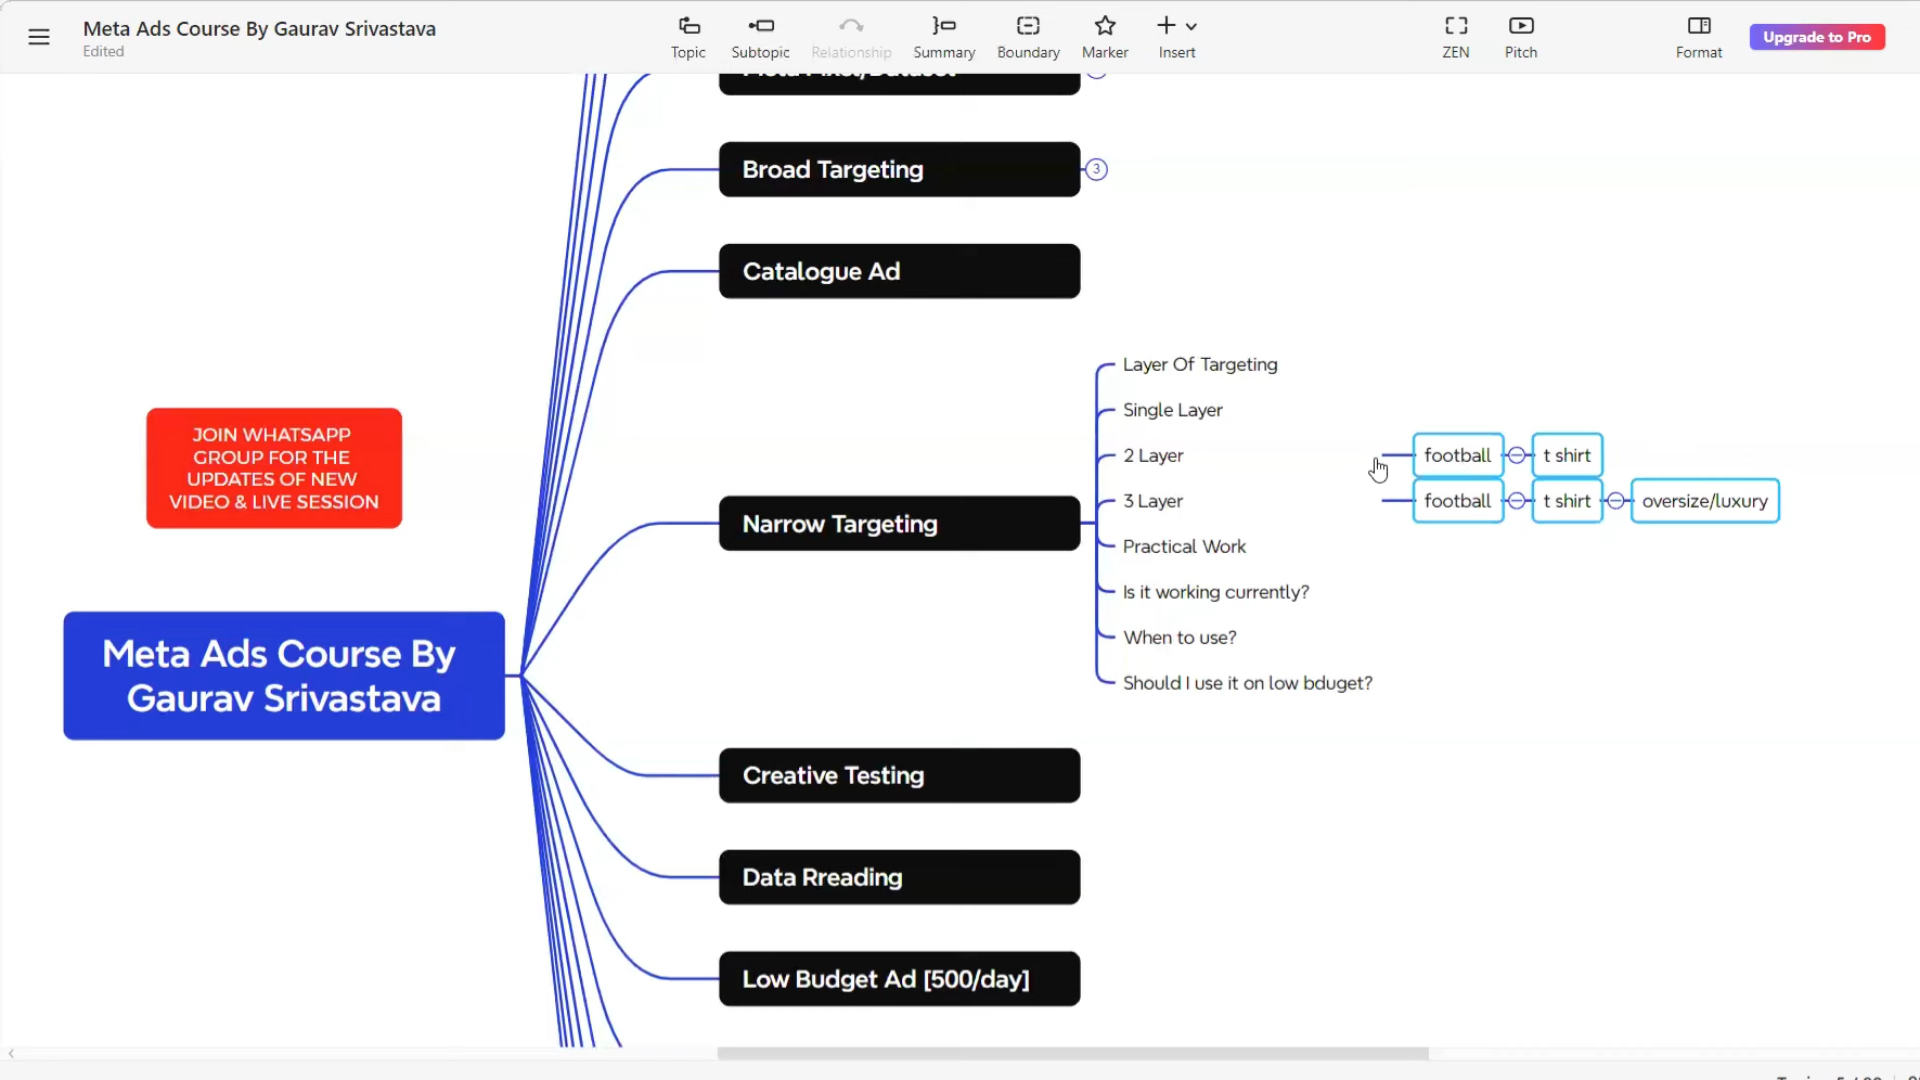 Meta Ads Course By Gaurav Srivastava
Edited
Topic
Subtopic
Relationship
Summary
Boundary
Marker
Insert
ZEN
Pitch
Format
Upgrade to Pro
Broad Targeting
3
Catalogue Ad
Layer Of Targeting
Single Layer
2 Layer
football
t shirt
3 Layer
football
t shirt
oversize/luxury
Narrow Targeting
Practical Work
Is it working currently?
When to use?
Should I use it on low bduget?
JOIN WHATSAPP
GROUP FOR THE
UPDATES OF NEW
VIDEO & LIVE SESSION
Meta Ads Course By
Gaurav Srivastava
Creative Testing
Data Rreading
Low Budget Ad [500/day]